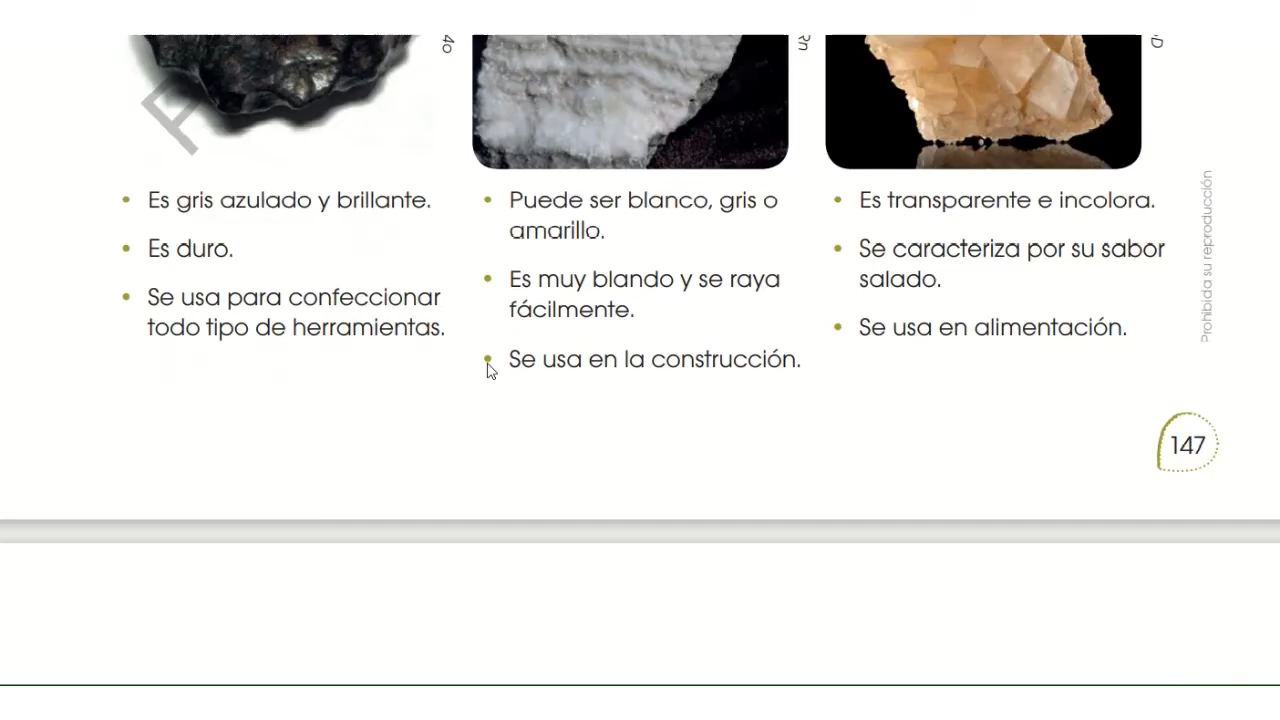 Es gris azulado y brillante.
Es duro.
Se usa para confeccionar
todo tipo de herramientas.
Puede ser blanco, gris o
amarillo.
Es muy blando y se raya
fácilmente.
Se usa en la construcción.
Es transparente e incolora.
Se caracteriza por su sabor
salado.
Se usa en alimentación.
Prohibida su reproducción
147